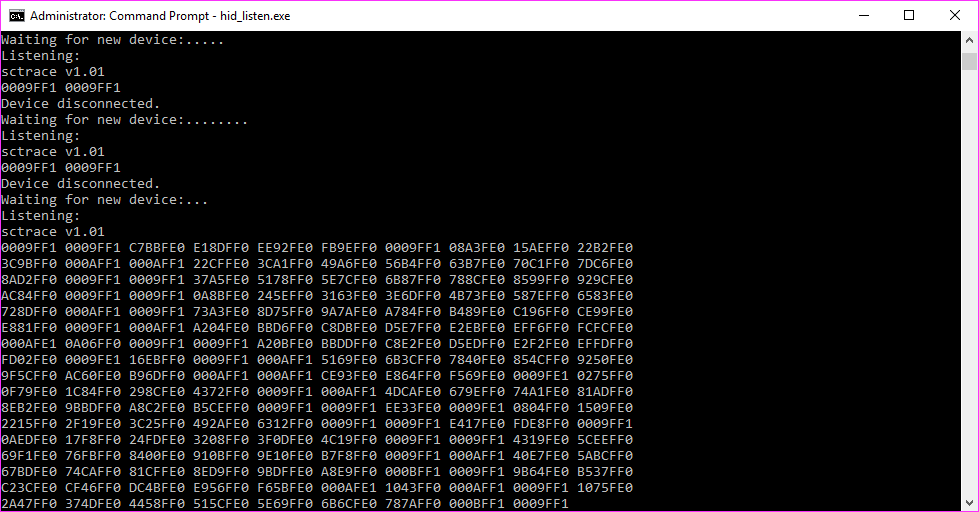 Administrator: Command Prompt - hid_listen.exe
Waiting for new device:.....
Listening:
sctrace v1.01
0009FF1 0009FF1
Device disconnected.
Waiting for new device:........
Listening:
sctrace v1.01
0009FF1 0009FF1
Device disconnected.
Waiting for new device:...
Listening:
sctrace v1.01
0009FF1 0009FF1 C7BBFE0 E18DFF0 EE92FE0 FB9EFF0 0009FF1 08A3FE0 15AEFF0 22B2FE0
3C9BFF0 000AFF1 000AFF1 22CFFE0 3CA1FF0 49A6FE0 56B4FF0 63B7FE0 70C1FF0 7DC6FE0
8AD2FF0 0009FF1 0009FF1 37A5FE0 5178FF0 5E7CFE0 6B87FF0 788CFE0 8599FF0 929CFE0
AC84FF0 0009FF1 0009FF1 0A8BFE0 245EFF0 3163FE0 3E6DFF0 4B73FE0 587EFF0 6583FE0
728DFF0 000AFF1 0009FF1 73A3FE0 8D75FF0 9A7AFE0 A784FF0 B489FE0 C196FF0 CE99FE0
E881FF0 0009FF1 000AFF1 A204FE0 BBD6FF0 C8DBFE0 D5E7FF0 E2EBFE0 EFF6FF0 FCFCFE0
000AFE1 0A06FF0 0009FF1 0009FF1 A20BFE0 BBDDFF0 C8E2FE0 D5EDFF0 E2F2FE0 EFFDFF0
FD02FE0 0009FE1 16EBFF0 0009FF1 000AFF1 5169FE0 6B3CFF0 7840FE0 854CFF0 9250FE0
9F5CFF0 AC60FE0 B96DFF0 000AFF1 000AFF1 CE93FE0 E864FF0 F569FE0 0009FE1 0275FF0
0F79FE0 1C84FF0 298CFE0 4372FF0 0009FF1 000AFF1 4DCAFE0 679EFF0 74A1FE0 81ADFF0
8EB2FE0 9BBDFF0 A8C2FE0 B5CEFF0 0009FF1 0009FF1 EE33FE0 0009FE1 0804FF0 1509FE0
2215FF0 2F19FE0 3C25FF0 492AFE0 6312FF0 0009FF1 0009FF1 E417FE0 FDE8FF0 0009FF1
0AEDFE0 17F8FF0 24FDFE0 3208FF0 3F0DFE0 4C19FF0 0009FF1 0009FF1 4319FE0 5CEEFF0
69F1FE0 76FBFF0 8400FE0 910BFF0 9E10FE0 B7F8FF0 0009FF1 000AFF1 40E7FE0 5ABCFF0
67BDFE0 74CAFF0 81CFFE0 8ED9FF0 9BDFFE0 A8E9FF0 000BFF1 0009FF1 9B64FE0 B537FF0
C23CFE0 CF46FF0 DC4BFE0 E956FF0 F65BFE0 000AFE1 1043FF0 000AFF1 0009FF1 1075FE0
2A47FF0 374DFE0 4458FF0 515CFE0 5E69FF0 6B6CFE0 787AFF0 000BFF1 0009FF1